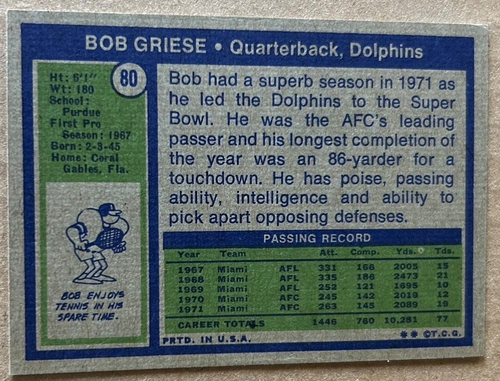 BOB GRIESE • Quarterback, Dolphins
80
Ht: 6'1"
Wt: 190
School:
Purdue
First Pro
Season: 1967
Born: 2-3-45
Home: Coral
Gables, Fla.
BOB ENJOYS
TENNIS IN HIS
SPARE TIME.
Bob had a superb season in 1971 as
he led the Dolphins to the Super
Bowl. He was the AFC's leading
passer and his longest completion of
the year was an 86-yarder for a
touchdown. He has poise, passing
ability, intelligence and ability to
pick apart opposing defenses.
PASSING RECORD
Year Team Att. Comp. Yds. Tds.
1967 Miami AFL 331 166 2005 15
1968 Miami AFL 335 186 2473 21
1969 Miami AFL 252 121 1695 10
1970 Miami AFC 245 142 2019 12
1971 Miami AFC 263 145 2089 19
CAREER TOTALS 1446 760 10,281 77
PRTD. IN U.S.A. ** ©T.C.G.